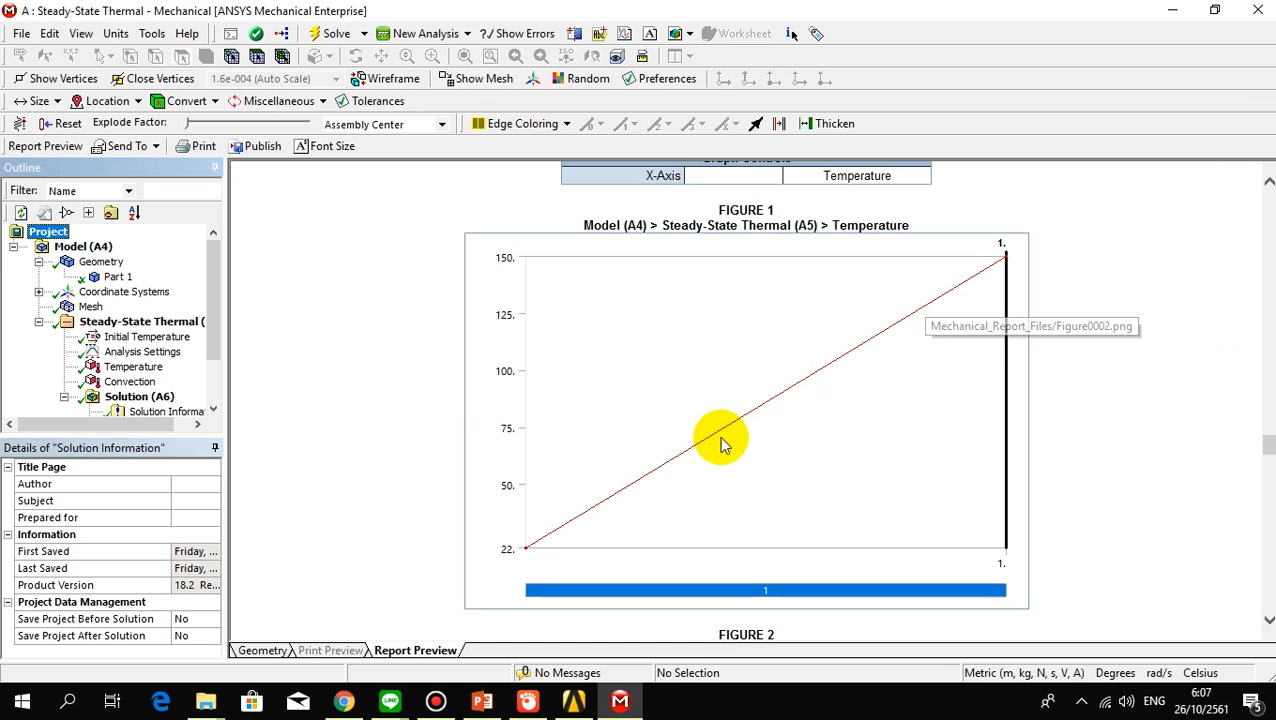 A : Steady-State Thermal - Mechanical [ANSYS Mechanical Enterprise]
File Edit View Units Tools Help Solve New Analysis ?/ Show Errors Worksheet
Show Vertices Close Vertices 1.6e-004 (Auto Scale) Wireframe Show Mesh Random Preferences
Size Location Convert Miscellaneous Tolerances
Reset Explode Factor: Assembly Center Edge Coloring Thicken
Report Preview Send To Print Publish Font Size
Outline
Filter: Name
Project
Model (A4)
Geometry
Part 1
Coordinate Systems
Mesh
Steady-State Thermal (
Initial Temperature
Analysis Settings
Temperature
Convection
Solution (A6)
Solution Informa
Details of "Solution Information"
Title Page
Author
Subject
Prepared for
Information
First Saved Friday, ...
Last Saved Friday, ...
Product Version 18.2 Re...
Project Data Management
Save Project Before Solution No
Save Project After Solution No
X-Axis Temperature
FIGURE 1
Model (A4) > Steady-State Thermal (A5) > Temperature
1.
150.
125.
Mechanical_Report_Files/Figure0002.png
100.
75.
50.
22.
1.
1
FIGURE 2
Geometry Print Preview Report Preview
0 No Messages No Selection Metric (m, kg, N, s, V, A) Degrees rad/s Celsius
ENG 6:07
26/10/2561
5